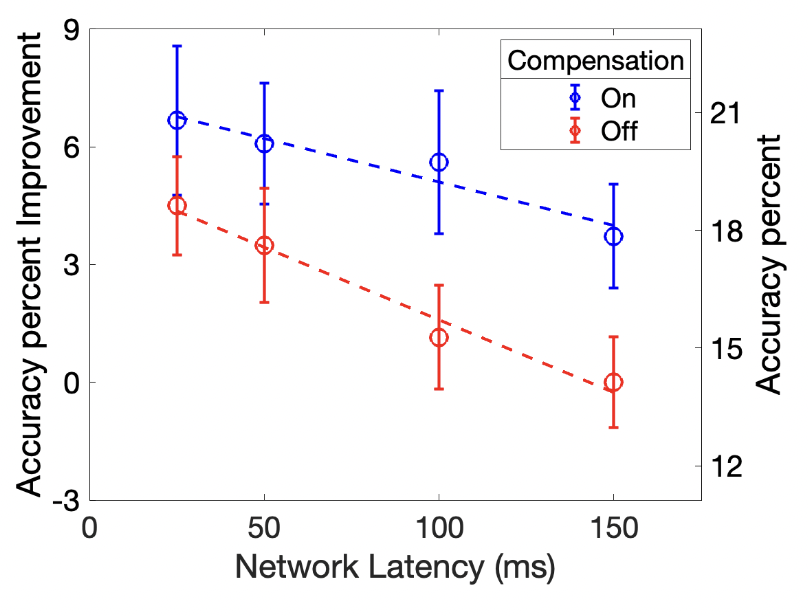 Accuracy percent Improvement
9
6
3
0
-3
Compensation
On
Off
21
18
15
12
Accuracy percent
0 50 100 150
Network Latency (ms)